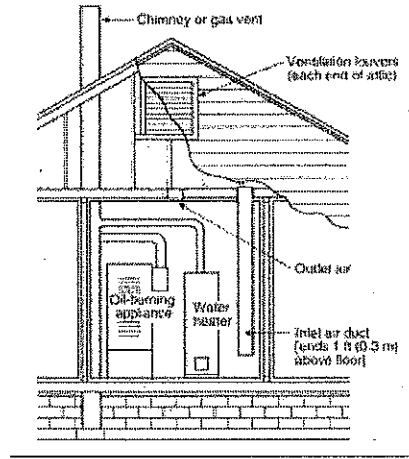 Chimney or gas vent
Ventilation louvers
(each end of attic)
Outlet air
Oil-burning
appliance
Water
heater
Inlet air duct
[ends 1 ft (0.3 m)
above floor]